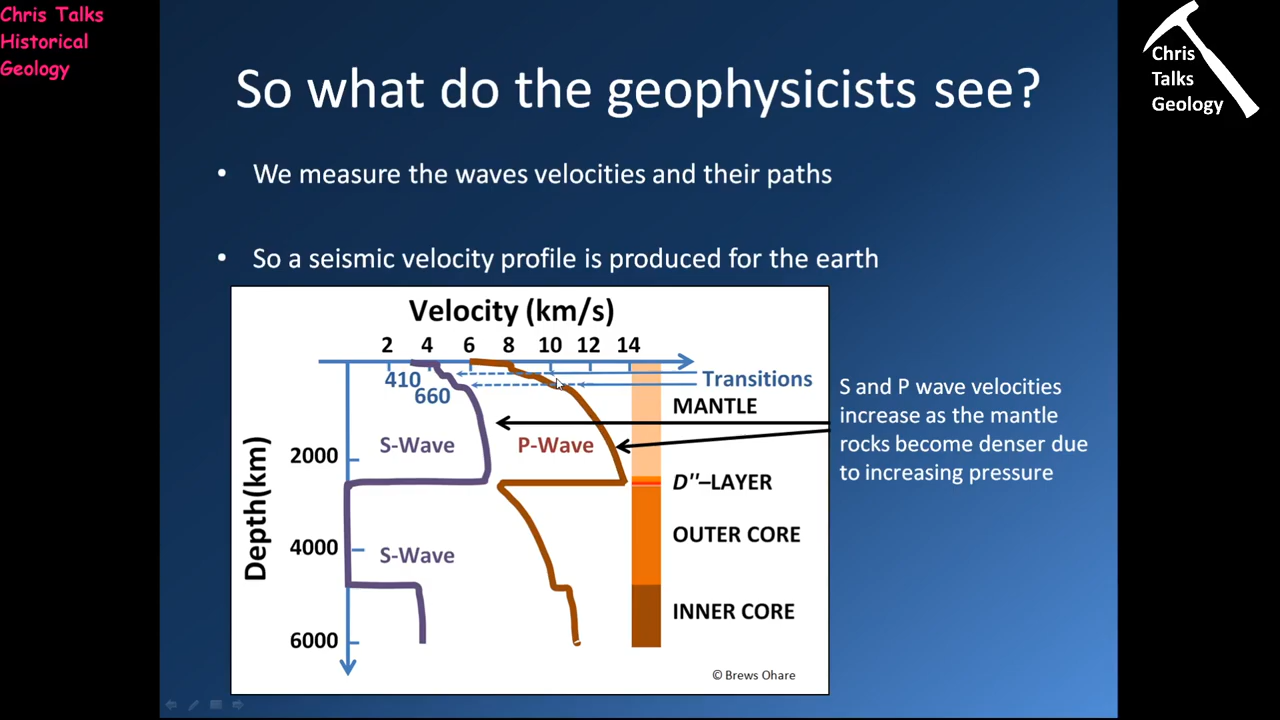 Chris Talks
Historical
Geology
Chris
Talks
Geology
So what do the geophysicists see?
• We measure the waves velocities and their paths
• So a seismic velocity profile is produced for the earth
Velocity (km/s)
2 4 6 8 10 12 14
410
660
Transitions
MANTLE
S-Wave
P-Wave
2000
D''–LAYER
Depth(km)
OUTER CORE
4000
S-Wave
INNER CORE
6000
© Brews Ohare
S and P wave velocities
increase as the mantle
rocks become denser due
to increasing pressure